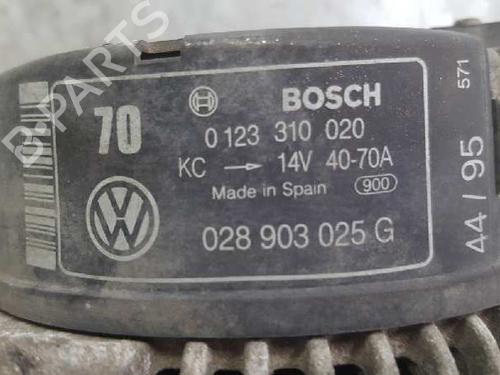 70
BOSCH
0 123 310 020
KC → 14V 40-70A
Made in Spain 900
028 903 025 G
44 / 95
571
B-Parts
B-Parts